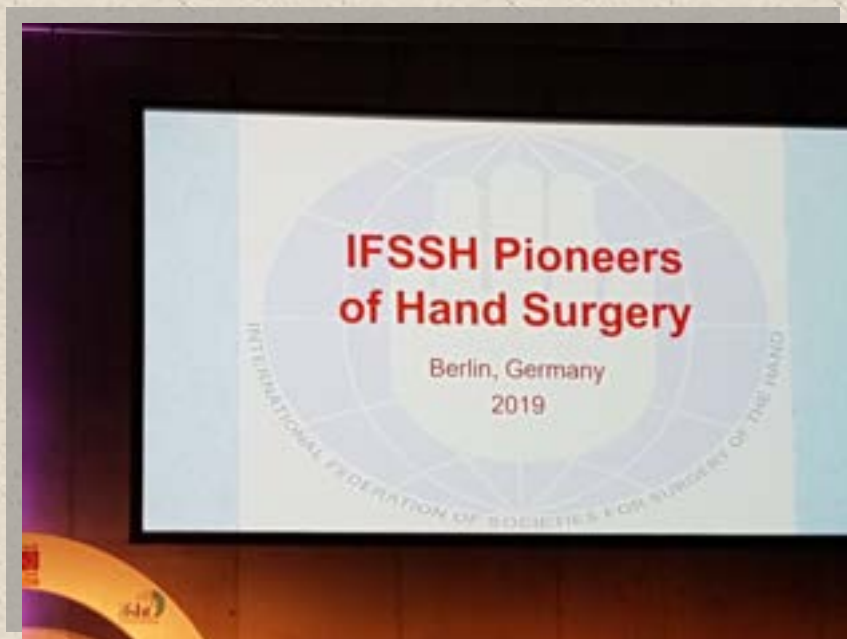 IFSSH Pioneers
of Hand Surgery
Berlin, Germany
2019
INTERNATIONAL FEDERATION OF SOCIETIES FOR SURGERY OF THE HAND